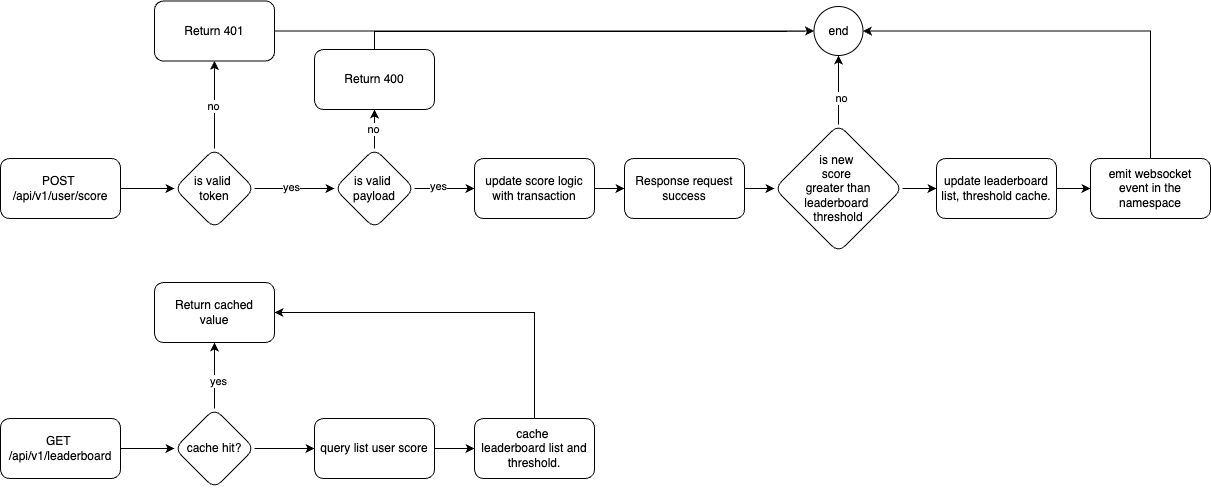 Return 401
end
Return 400
no
no
no
POST
/api/v1/user/score
is valid
token
yes
is valid
payload
yes
update score logic
with transaction
Response request
success
is new
score
greater than
leaderboard
threshold
update leaderboard
list, threshold cache.
emit websocket
event in the
namespace
Return cached
value
yes
GET
/api/v1/leaderboard
cache hit?
query list user score
cache
leaderboard list and
threshold.